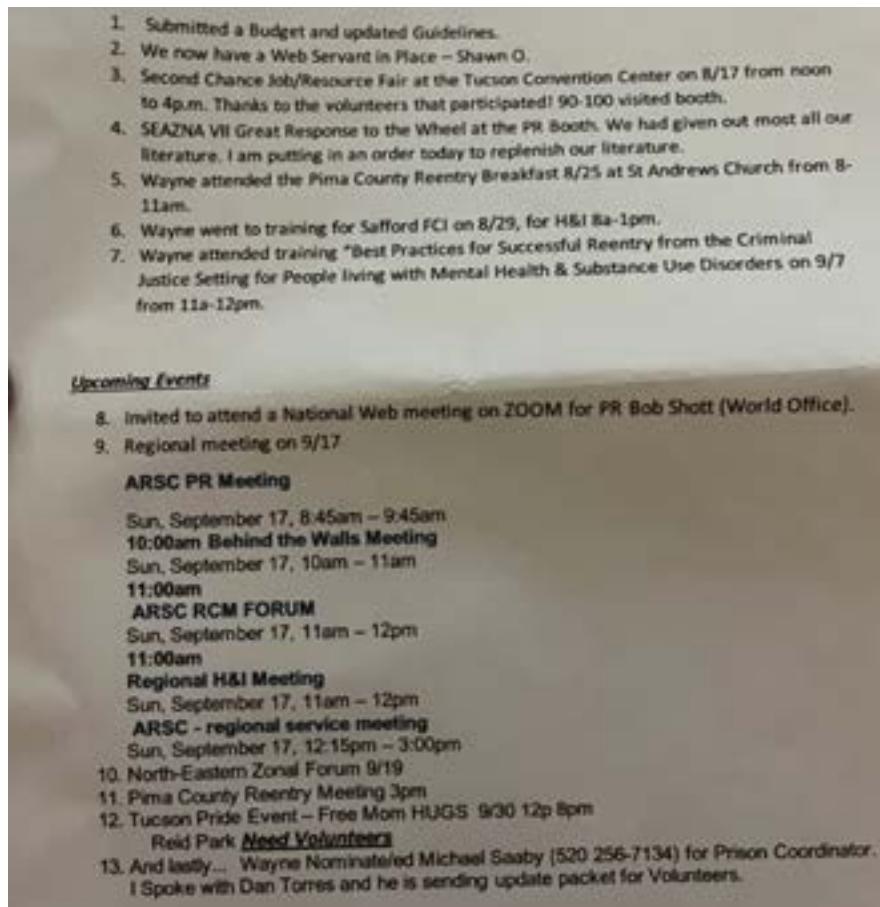 1. Submitted a Budget and updated Guidelines.
2. We now have a Web Servant in Place – Shawn O.
3. Second Chance Job/Resource Fair at the Tucson Convention Center on 8/17 from noon
to 4p.m. Thanks to the volunteers that participated! 90-100 visited booth.
4. SEAZNA VII Great Response to the Wheel at the PR Booth. We had given out most all our
literature. I am putting in an order today to replenish our literature.
5. Wayne attended the Pima County Reentry Breakfast 8/25 at St Andrews Church from 8-
11am.
6. Wayne went to training for Safford FCI on 8/29, for H&I 8a-1pm.
7. Wayne attended training "Best Practices for Successful Reentry from the Criminal
Justice Setting for People living with Mental Health & Substance Use Disorders on 9/7
from 11a-12pm.
Upcoming Events
8. Invited to attend a National Web meeting on ZOOM for PR Bob Shott (World Office).
9. Regional meeting on 9/17
ARSC PR Meeting
Sun, September 17, 8:45am – 9:45am
10:00am Behind the Walls Meeting
Sun, September 17, 10am – 11am
11:00am
ARSC RCM FORUM
Sun, September 17, 11am – 12pm
11:00am
Regional H&I Meeting
Sun, September 17, 11am – 12pm
ARSC - regional service meeting
Sun, September 17, 12:15pm – 3:00pm
10. North-Eastern Zonal Forum 9/19
11. Pima County Reentry Meeting 3pm
12. Tucson Pride Event – Free Mom HUGS 9/30 12p 8pm
Reid Park Need Volunteers
13. And lastly... Wayne Nominate/ed Michael Saaby (520 256-7134) for Prison Coordinator.
I Spoke with Dan Torres and he is sending update packet for Volunteers.